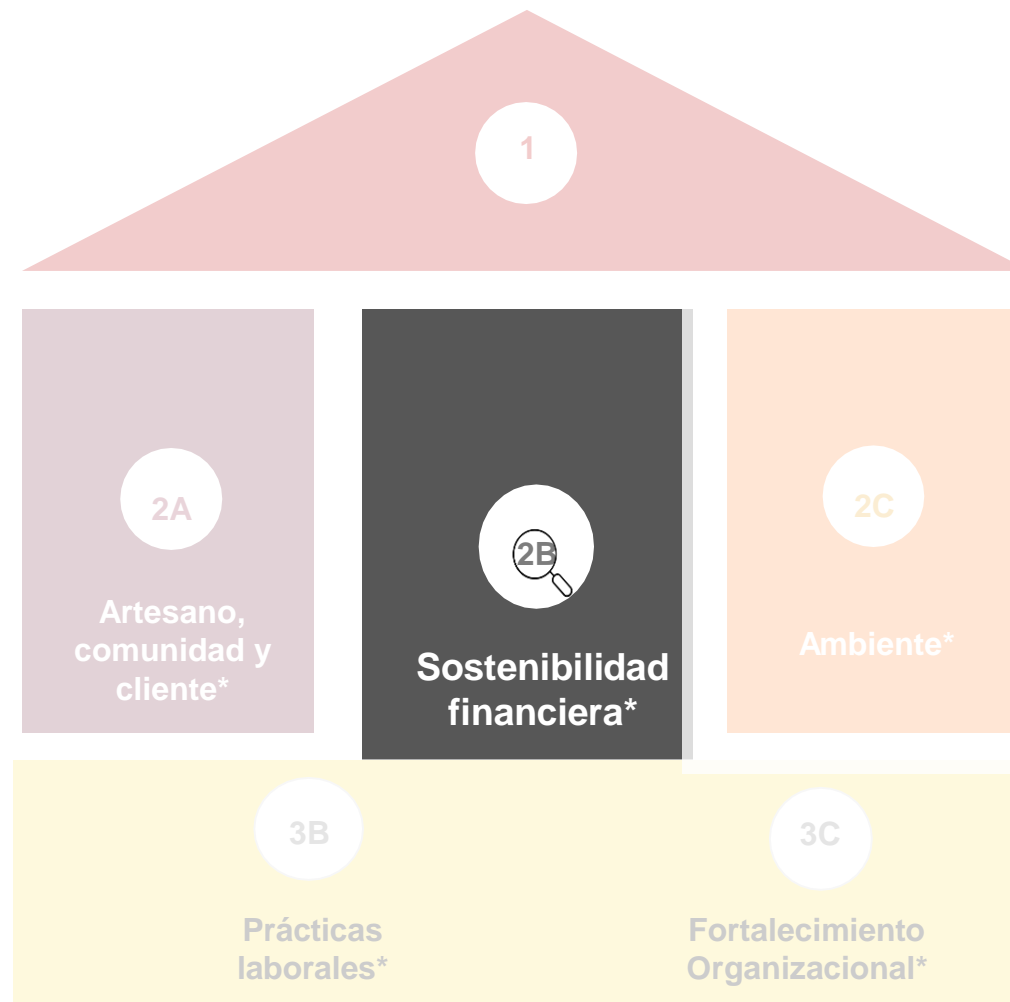 1
2A
Artesano,
comunidad y
cliente*
2B
Sostenibilidad
financiera*
2C
Ambiente*
3B
Prácticas
laborales*
3C
Fortalecimiento
Organizacional*